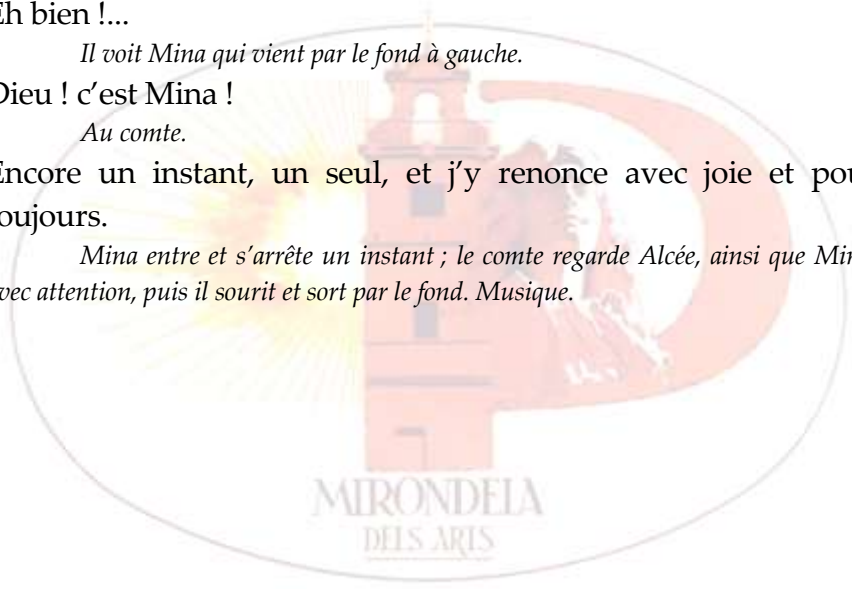 Eh bien !...
Il voit Mina qui vient par le fond à gauche.
Dieu ! c’est Mina !
Au comte.
Encore un instant, un seul, et j’y renonce avec joie et pou
toujours.
Mina entre et s’arrête un instant ; le comte regarde Alcée, ainsi que Min
vec attention, puis il sourit et sort par le fond. Musique.
MIRONDELA
DELS ARTS